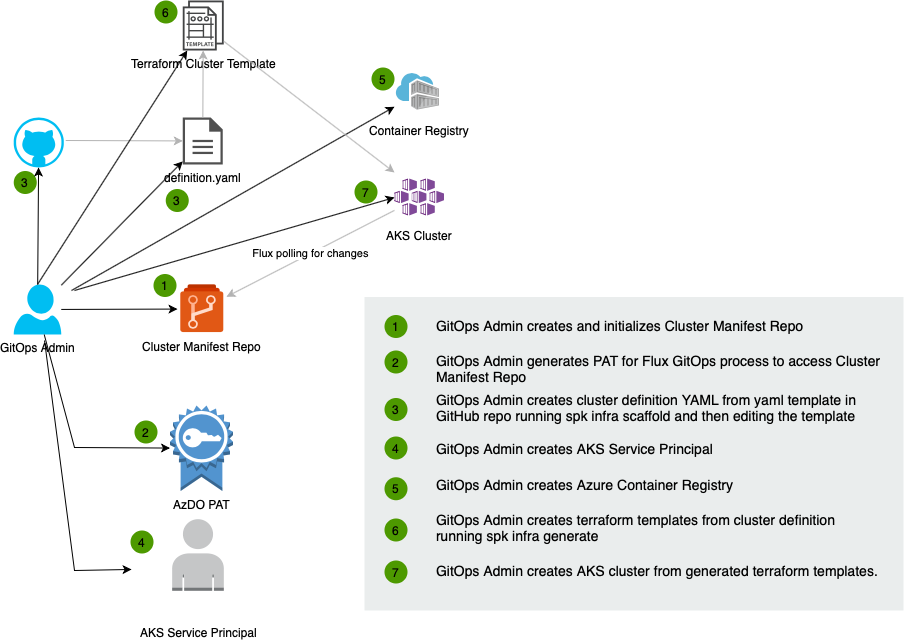 6
TEMPLATE
Terraform Cluster Template
5
Container Registry
3
definition.yaml
3
7
AKS Cluster
Flux polling for changes
1
GitOps Admin
Cluster Manifest Repo
2
AzDO PAT
4
AKS Service Principal
1 GitOps Admin creates and initializes Cluster Manifest Repo
2 GitOps Admin generates PAT for Flux GitOps process to access Cluster
Manifest Repo
3 GitOps Admin creates cluster definition YAML from yaml template in
GitHub repo running spk infra scaffold and then editing the template
4 GitOps Admin creates AKS Service Principal
5 GitOps Admin creates Azure Container Registry
6 GitOps Admin creates terraform templates from cluster definition
running spk infra generate
7 GitOps Admin creates AKS cluster from generated terraform templates.